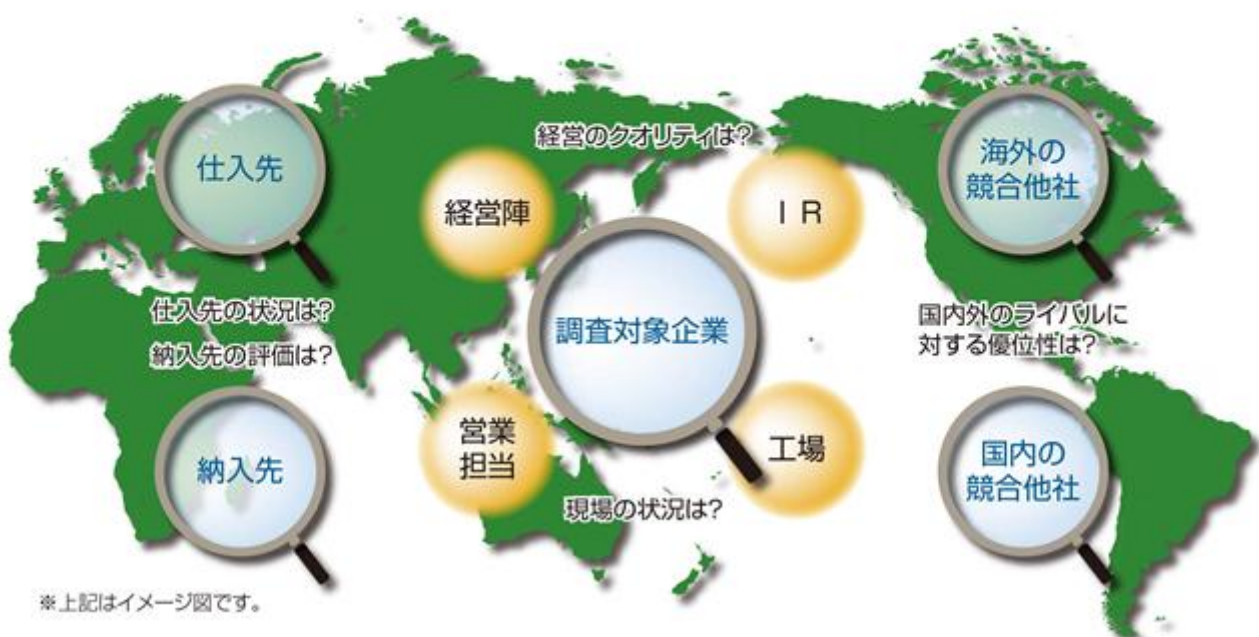 経営のクオリティは?
仕入先
海外の
競合他社
経営陣
I R
仕入先の状況は?
納入先の評価は?
調査対象企業
国内外のライバルに
対する優位性は?
営業
担当
工場
納入先
国内の
競合他社
現場の状況は?
※上記はイメージ図です。